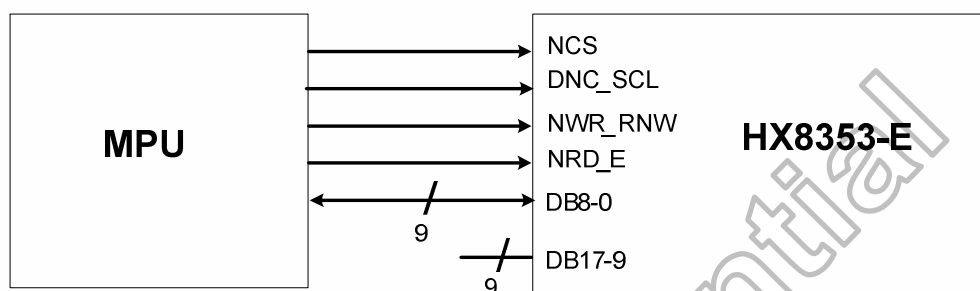 NCS
DNC_SCL
MPU
NWR_RNW
HX8353-E
NRD_E
DB8-0
9
DB17-9
9